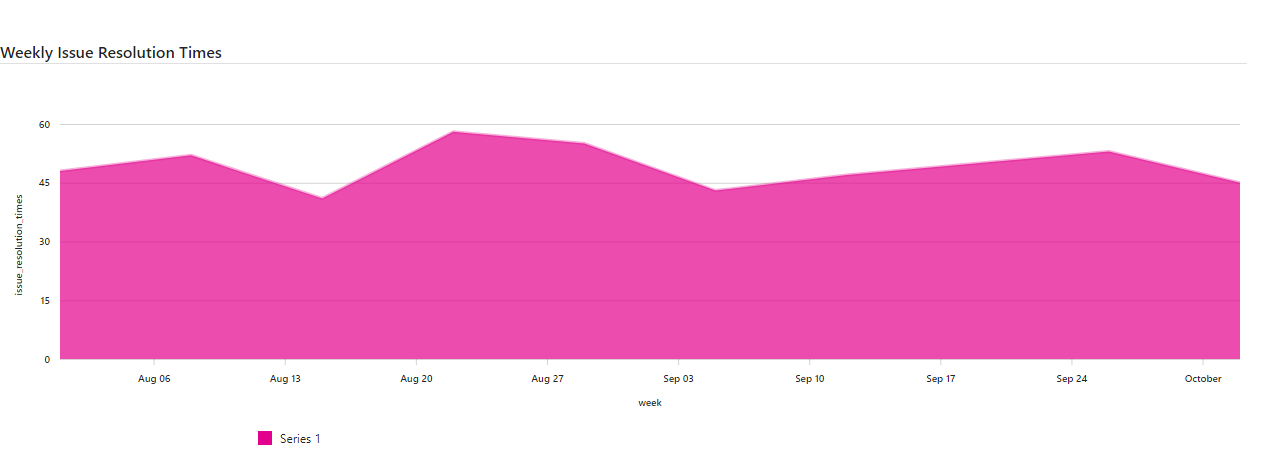 Weekly Issue Resolution Times
60
45
30
15
0
issue_resolution_times
Aug 06
Aug 13
Aug 20
Aug 27
Sep 03
Sep 10
Sep 17
Sep 24
October
week
Series 1